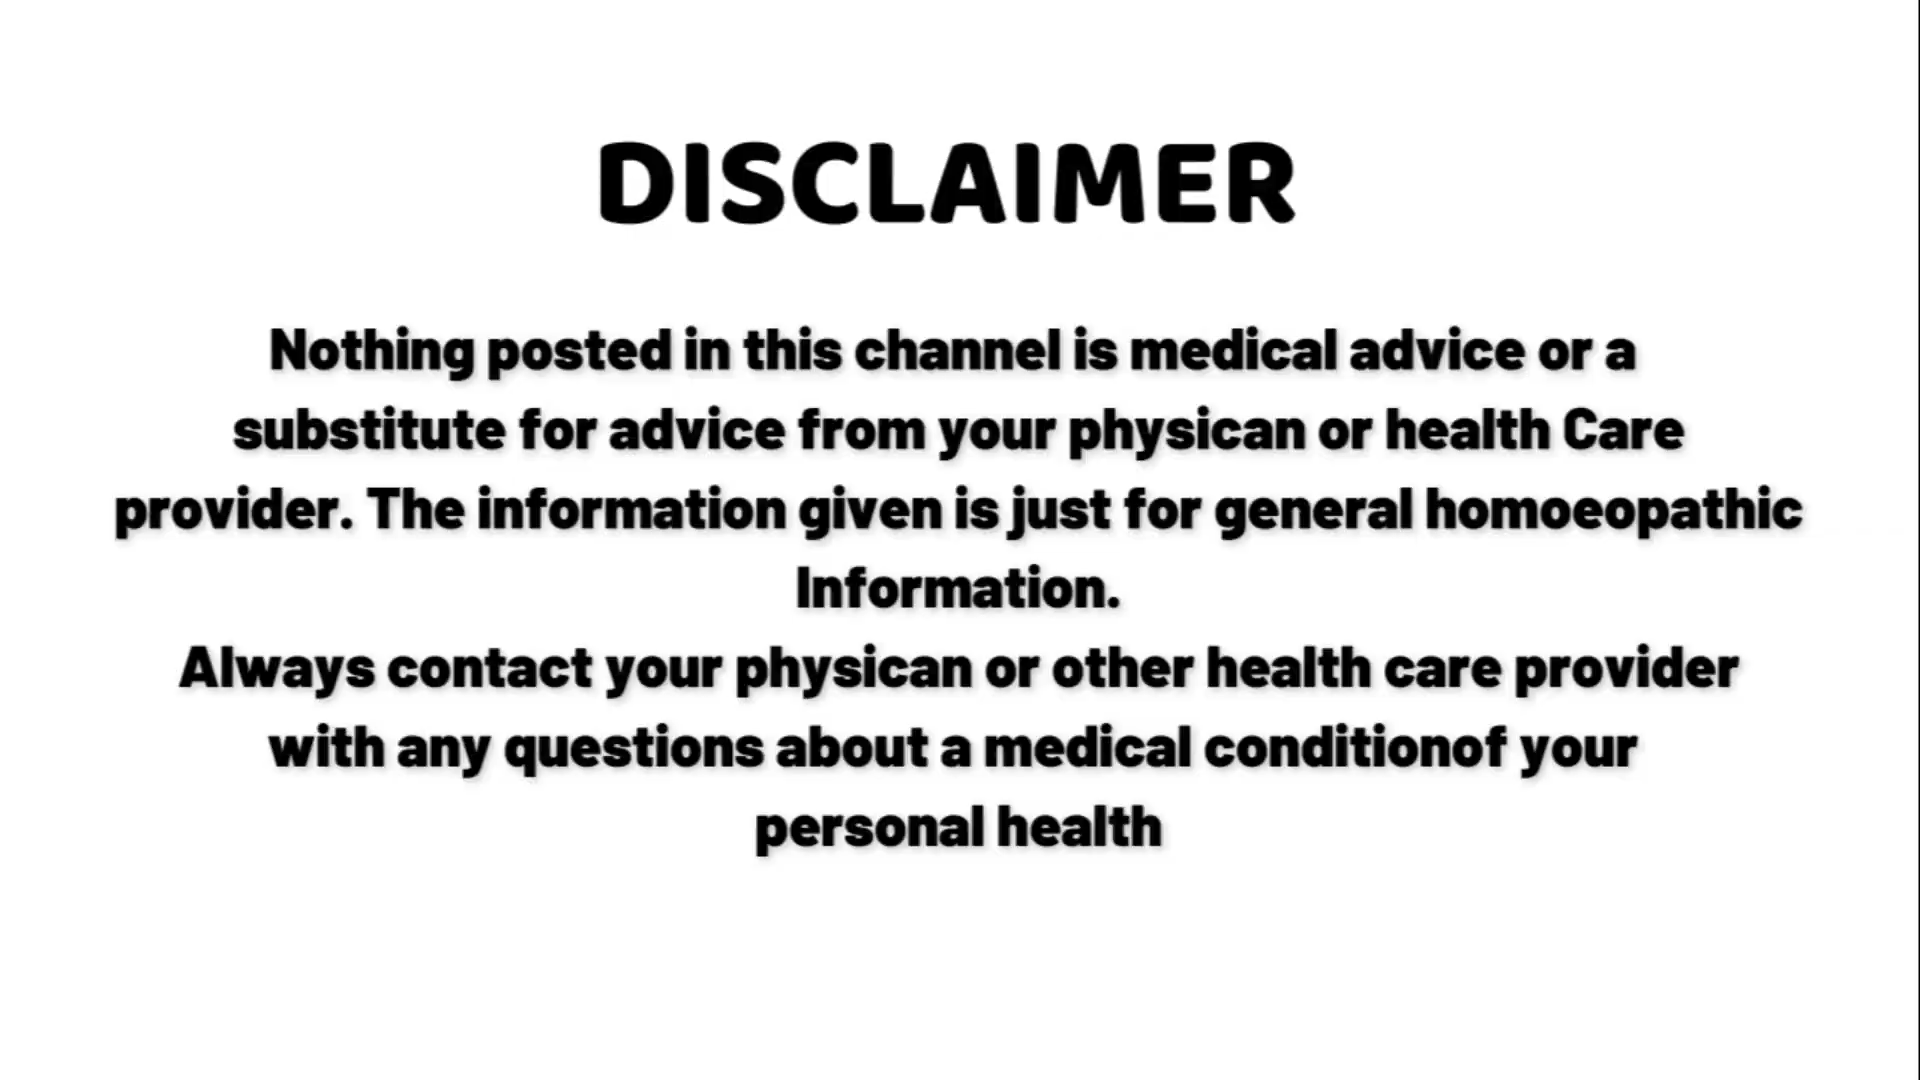 DISCLAIMER
Nothing posted in this channel is medical advice or a
substitute for advice from your physican or health Care
provider. The information given is just for general homoeopathic
Information.
Always contact your physican or other health care provider
with any questions about a medical conditionof your
personal health